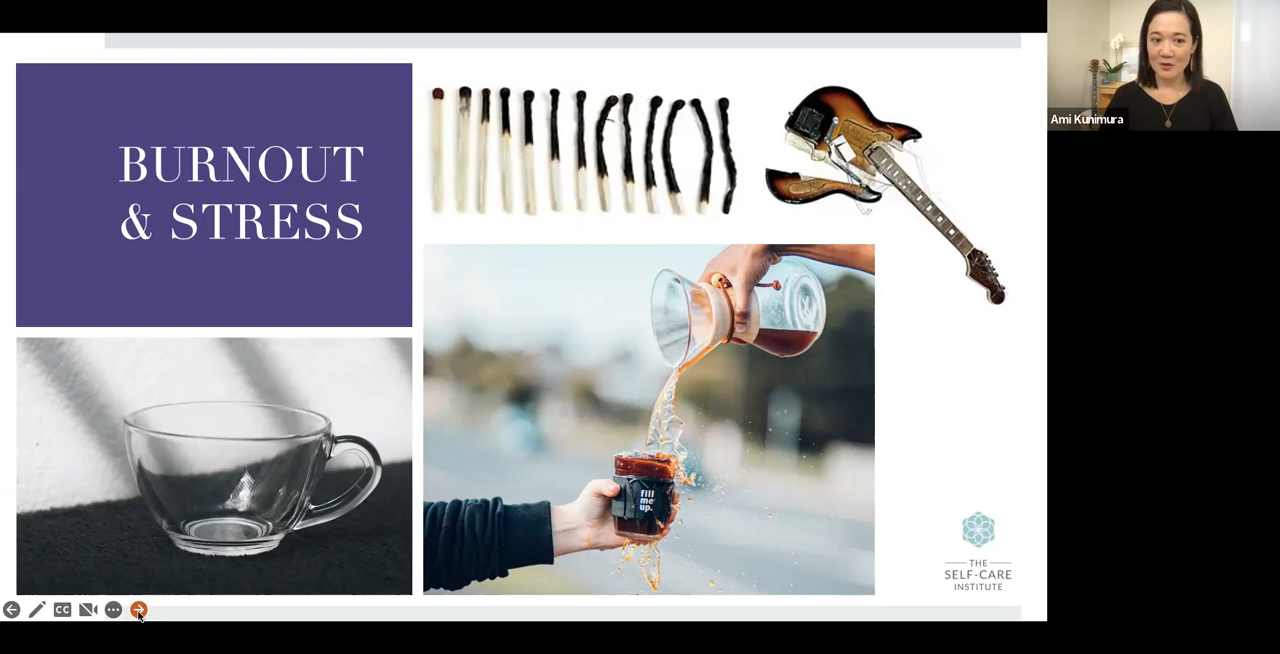 BURNOUT
& STRESS
Ami Kunimura
fill
me
up.
THE
SELF-CARE
INSTITUTE
CC